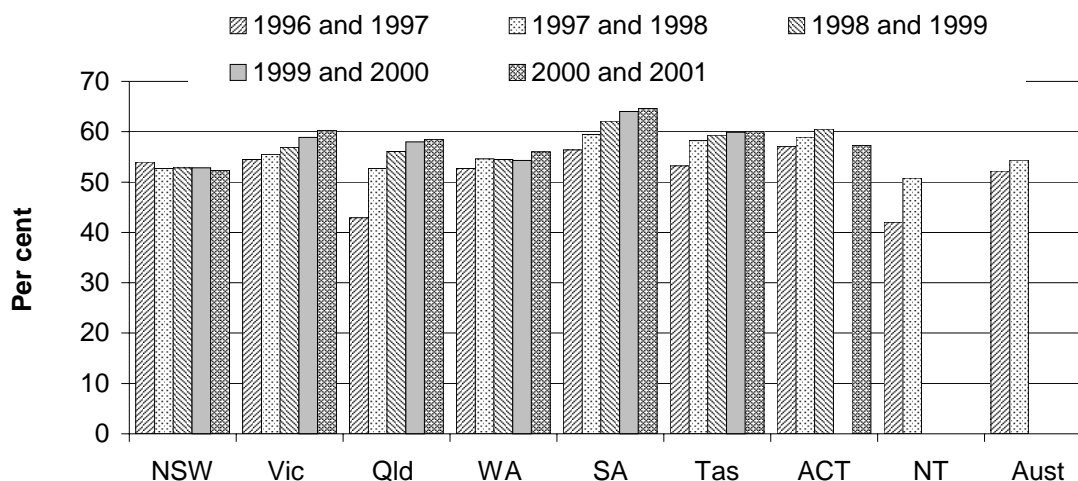 1996 and 1997 1997 and 1998 1998 and 1999
1999 and 2000 2000 and 2001
70
60
50
40
30
20
10
0
Per cent
NSW Vic Qld WA SA Tas ACT NT Aust